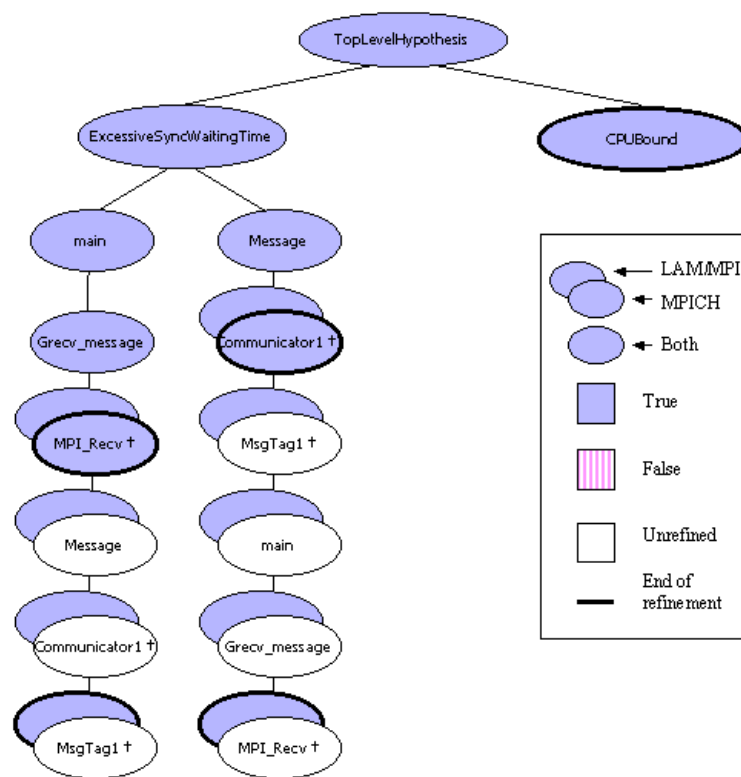 TopLevelHypothesis
ExcessiveSyncWaitingTime
CPUBound
main
Message
Grecv_message
Communicator1 †
MPI_Recv †
MsgTag1 †
Message
main
Communicator1 †
Grecv_message
MsgTag1 †
MPI_Recv †
LAM/MPI
MPICH
Both
True
False
Unrefined
End of
refinement